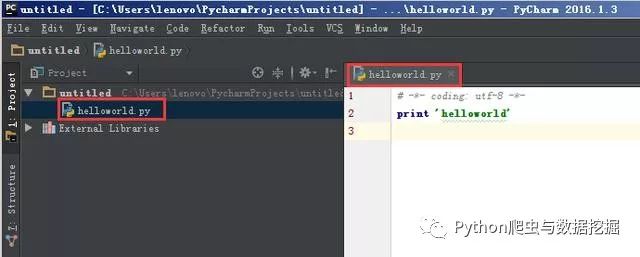 untitled - [C:\Users\lenovo\PycharmProjects\untitled] - ...\helloworld.py - PyCharm 2016.1.3
File Edit View Navigate Code Refactor Run Tools VCS Window Help
untitled helloworld.py
1: Project
7: Structure
Project
untitled C:\Users\lenovo\PycharmProjects\untitled
helloworld.py
External Libraries
helloworld.py
1 # -*- coding: utf-8 -*-
2 print 'helloworld'
3
Python爬虫与数据挖掘